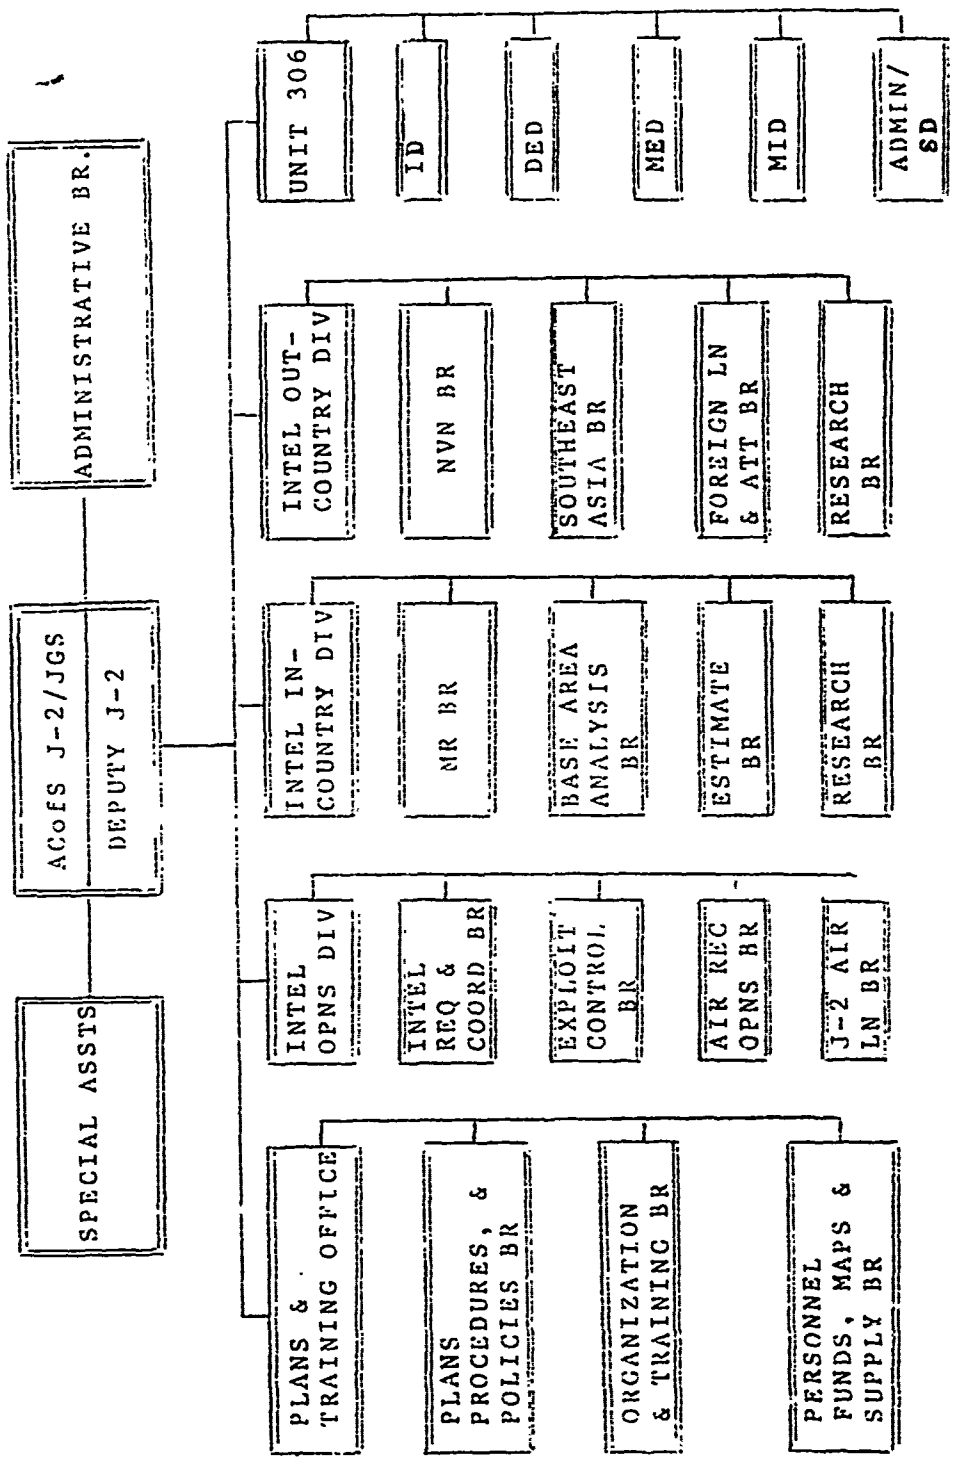 SPECIAL ASSTS
ACofS J-2/JGS
DEPUTY J-2
ADMINISTRATIVE BR.
PLANS &
TRAINING OFFICE
PLANS
PROCEDURES, &
POLICIES BR
ORGANIZATION
& TRAINING BR
PERSONNEL
FUNDS, MAPS &
SUPPLY BR
INTEL
OPNS DIV
INTEL
REQ &
COORD BR
EXPLOIT
CONTROL
BR
AIR REC
OPNS BR
J-2 AIR
LN BR
INTEL IN-
COUNTRY DIV
MR BR
BASE AREA
ANALYSIS
BR
ESTIMATE
BR
RESEARCH
BR
INTEL OUT-
COUNTRY DIV
NVN BR
SOUTHEAST
ASIA BR
FOREIGN LN
& ATT BR
RESEARCH
BR
UNIT 306
ID
DED
MED
MID
ADMIN/
SD